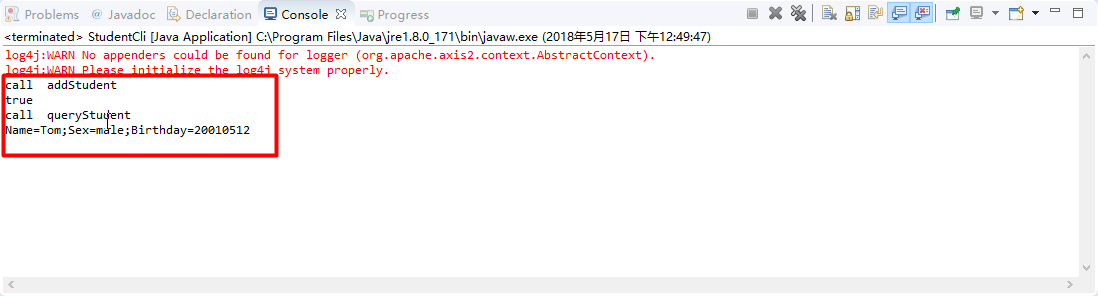 Problems @ Javadoc Declaration Console Progress
<terminated> StudentCli [Java Application] C:\Program Files\Java\jre1.8.0_171\bin\javaw.exe (2018年5月17日 下午12:49:47)
log4j:WARN No appenders could be found for logger (org.apache.axis2.context.AbstractContext).
log4j:WARN Please initialize the log4j system properly.
call  addStudent
true
call  queryStudent
Name=Tom;Sex=male;Birthday=20010512